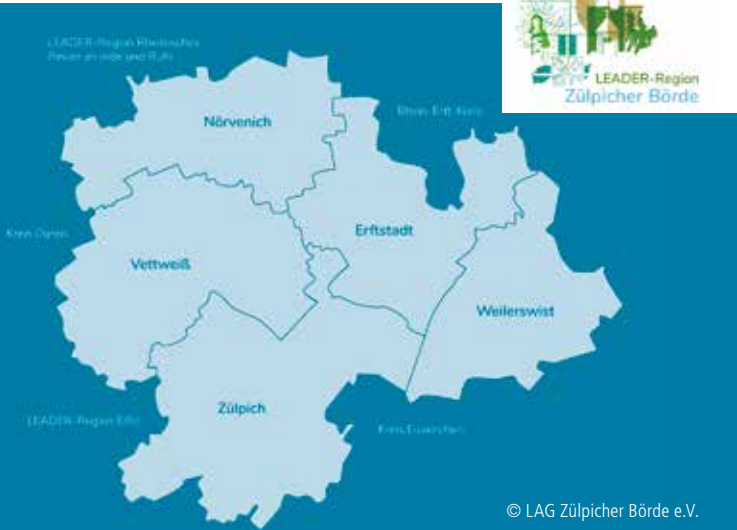 LEADER-Region Rheinisches
Revier an Inde und Rur
LEADER-Region
Zülpicher Börde
Nörvenich
Rhein-Erft-Kreis
Erftstadt
Kreis Düren
Vettweiß
Weilerswist
Zülpich
LEADER-Region Eifel
Kreis Euskirchen
© LAG Zülpicher Börde e.V.